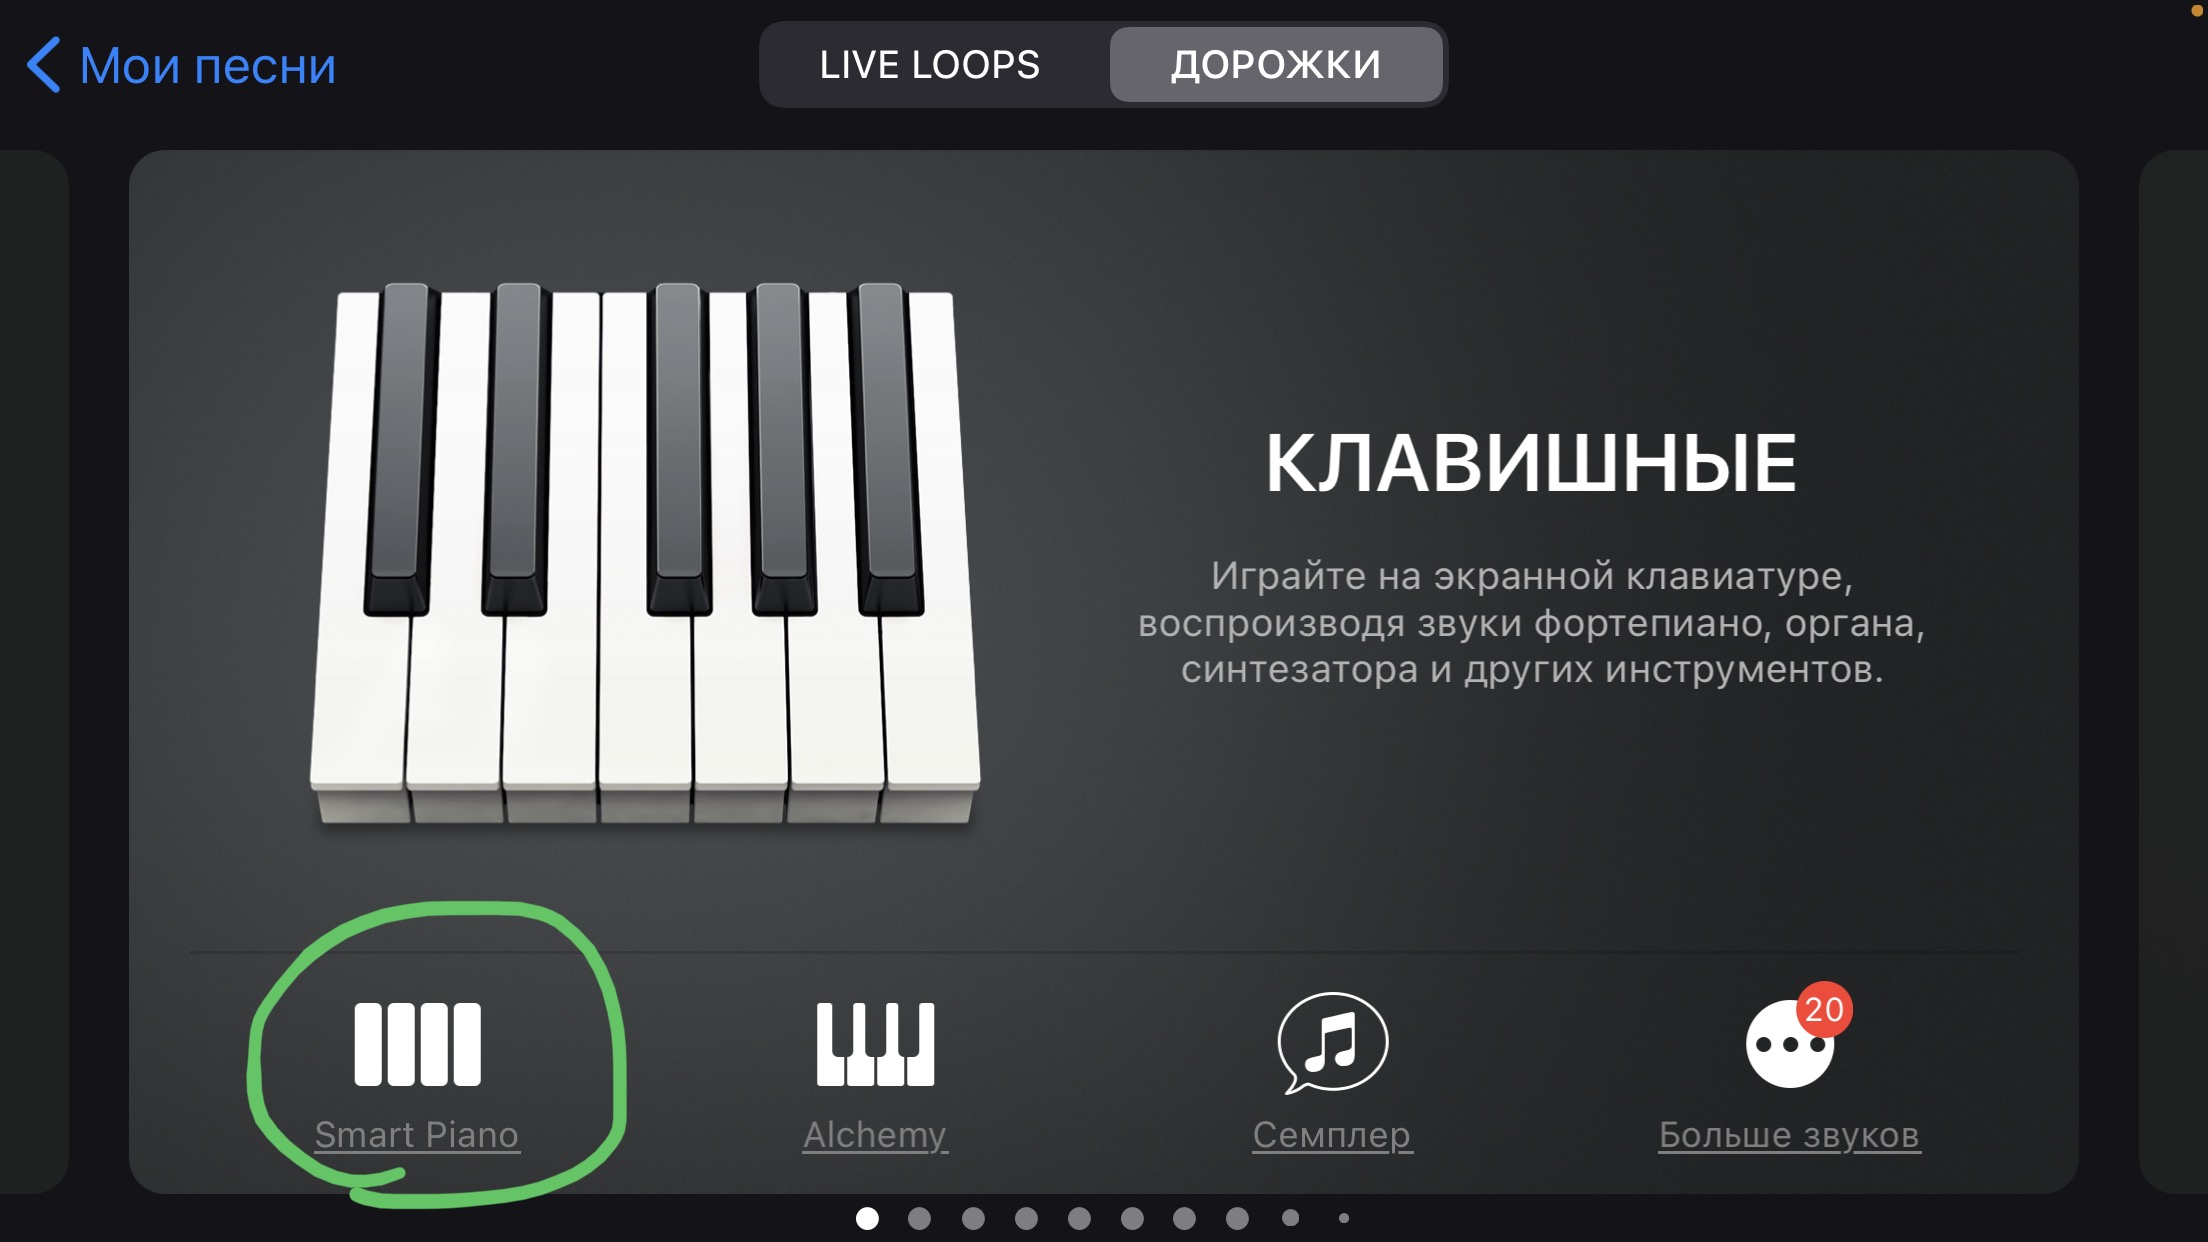 Мои песни
LIVE LOOPS
ДОРОЖКИ
КЛАВИШНЫЕ
Играйте на экранной клавиатуре,
воспроизводя звуки фортепиано, органа,
синтезатора и других инструментов.
20
Smart Piano
Alchemy
Семплер
Больше звуков